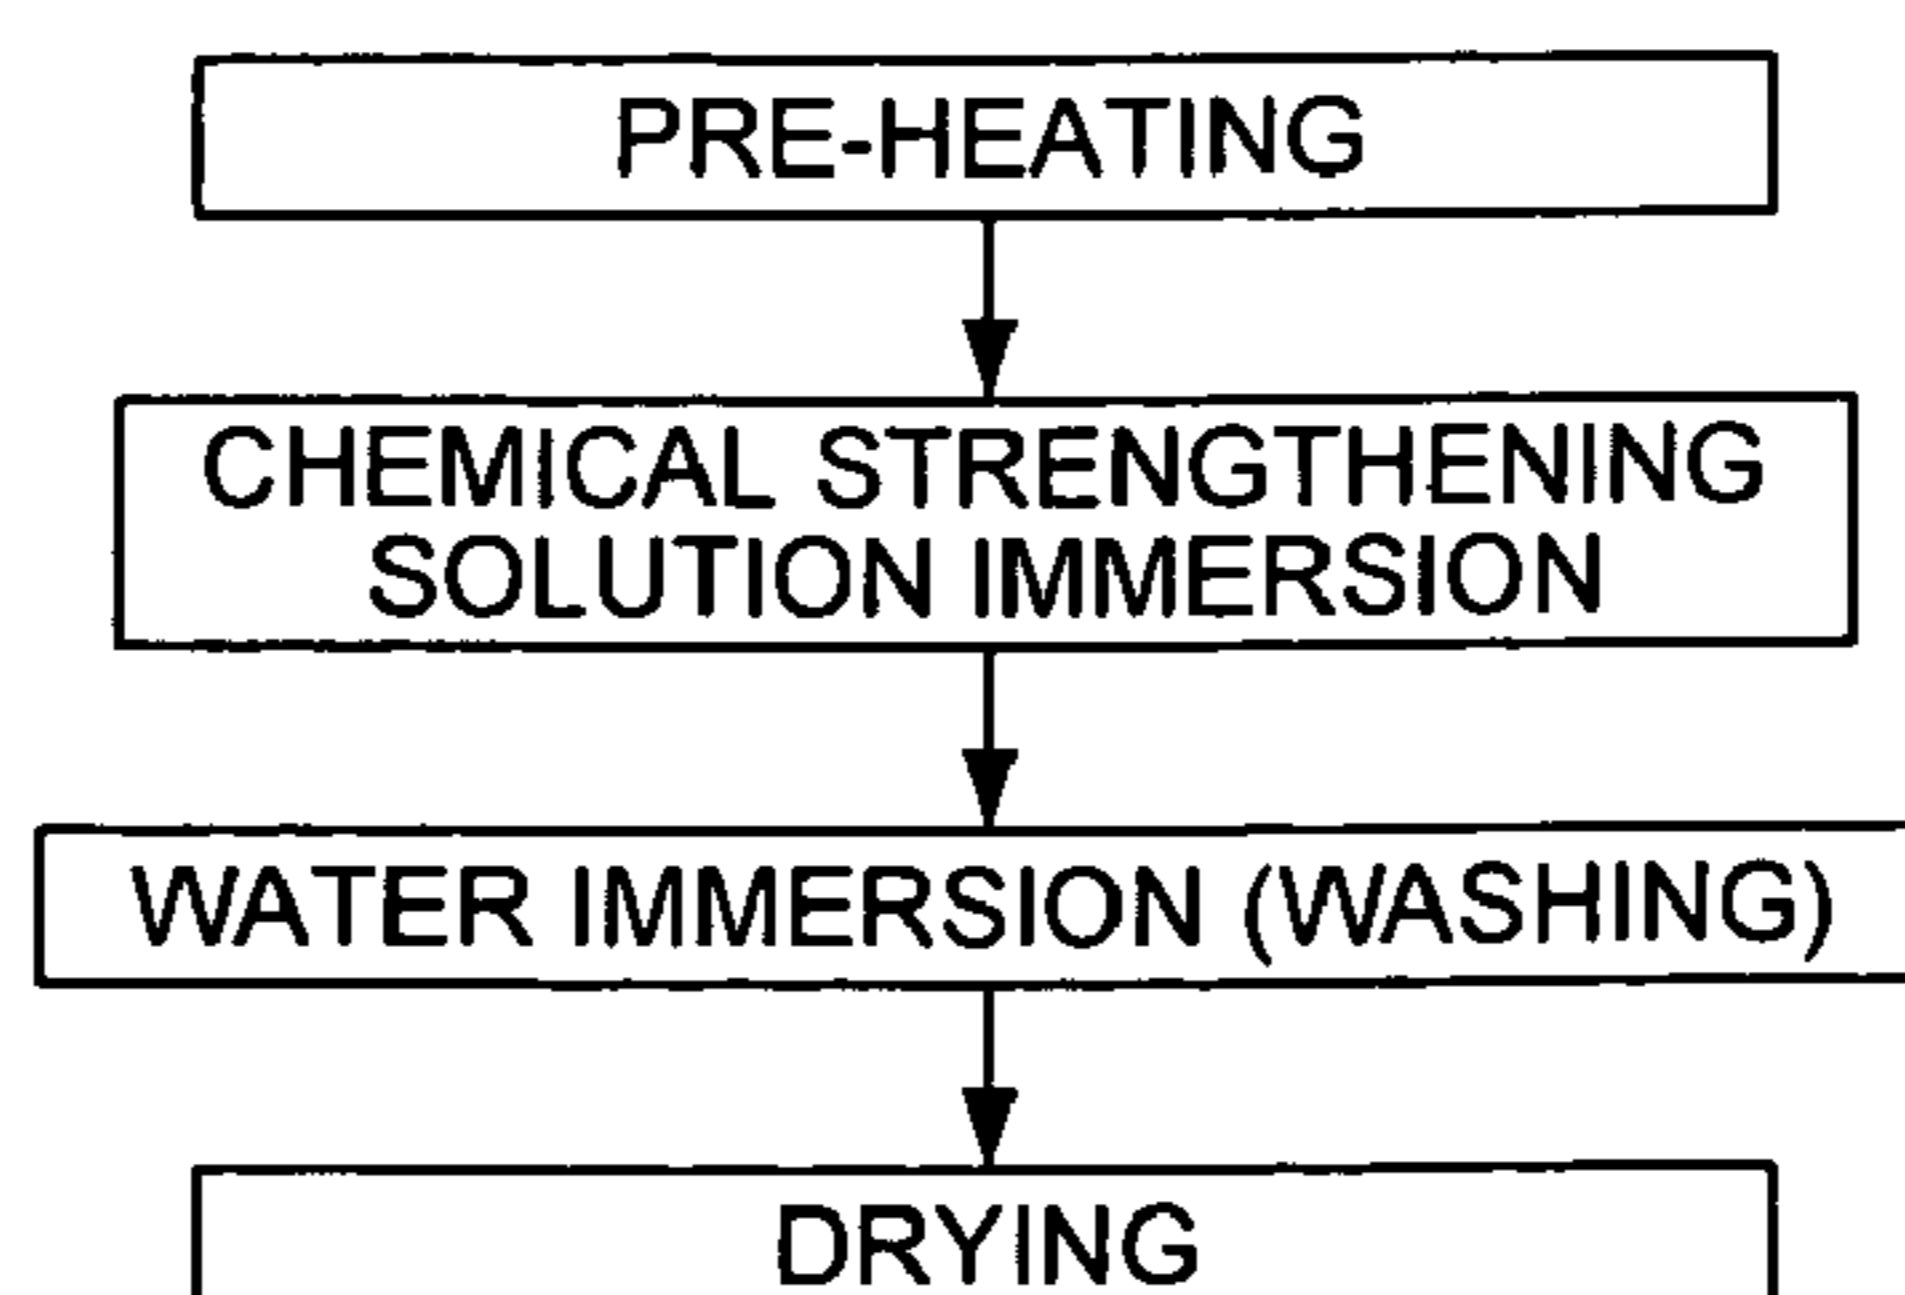 PRE-HEATING
CHEMICAL STRENGTHENING
SOLUTION IMMERSION
WATER IMMERSION (WASHING)
DRYING